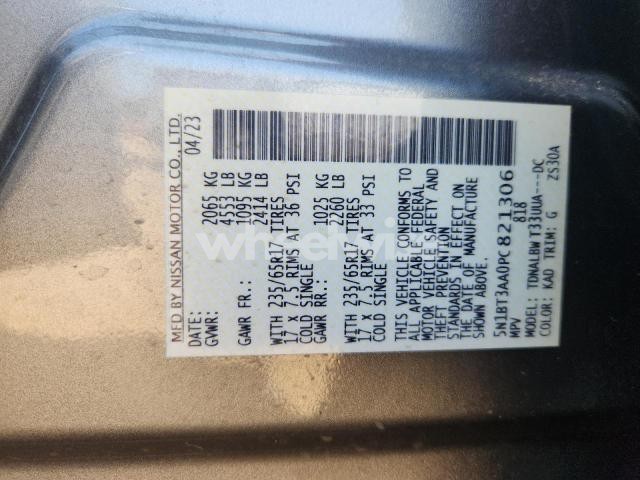 MFD BY NISSAN MOTOR CO., LTD.
DATE: 04/23
GVWR: 2065 KG
4553 LB
GAWR FR.: 1095 KG
2414 LB
WITH 235/65R17 TIRES
17 X 7.5 RIMS AT 36 PSI
COLD SINGLE
GAWR RR.: 1025 KG
2260 LB
WITH 235/65R17 TIRES
17 X 7.5 RIMS AT 33 PSI
COLD SINGLE
THIS VEHICLE CONFORMS TO
ALL APPLICABLE FEDERAL
MOTOR VEHICLE SAFETY AND
THEFT PREVENTION
STANDARDS IN EFFECT ON
THE DATE OF MANUFACTURE
SHOWN ABOVE.
5N1BT3AA0PC821306
MPV 818
MODEL: TDNALBW T33UUA----DC
COLOR: KAD TRIM: G ZS30A